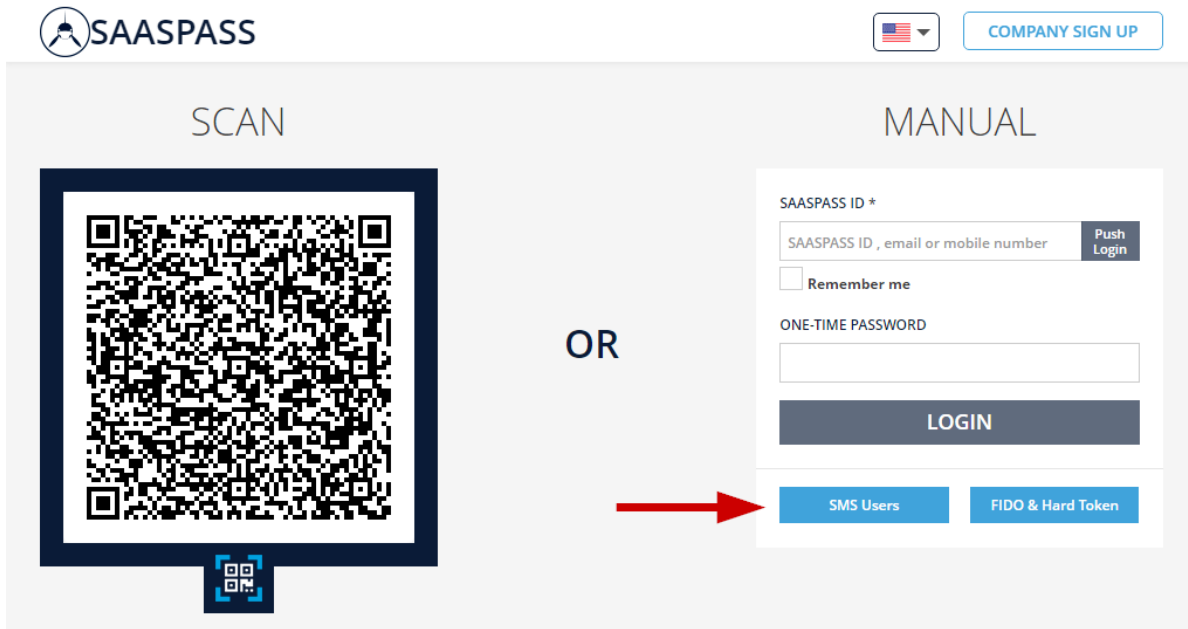 SAASPASS
COMPANY SIGN UP
SCAN
OR
MANUAL
SAASPASS ID *
SAASPASS ID , email or mobile number
Push
Login
Remember me
ONE-TIME PASSWORD
LOGIN
SMS Users
FIDO & Hard Token